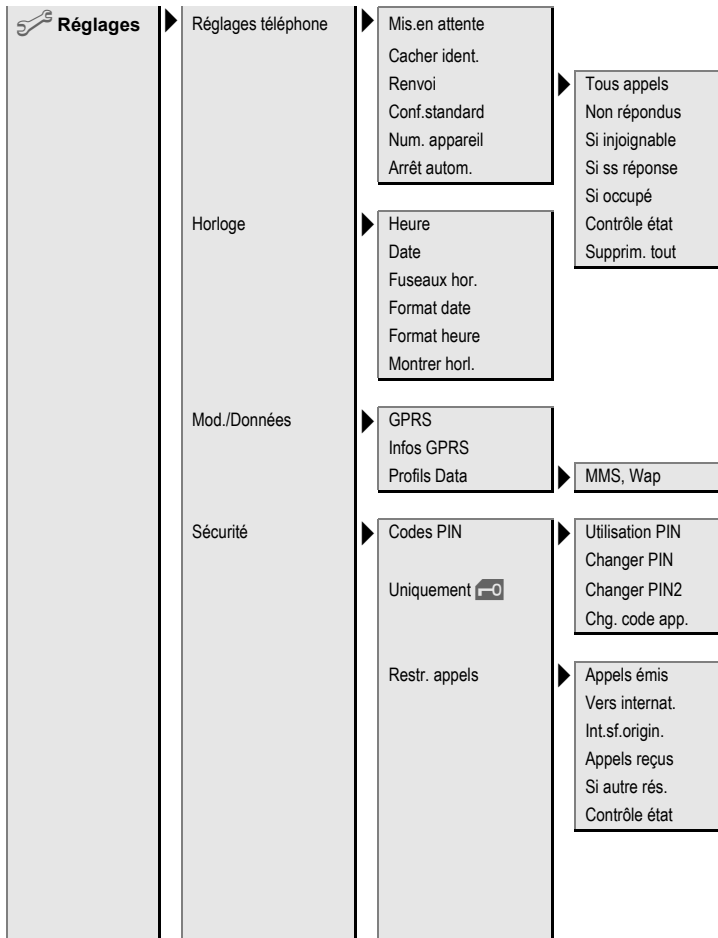 Réglages
Réglages téléphone
Mis.en attente
Cacher ident.
Renvoi
Tous appels
Non répondus
Si injoignable
Si ss réponse
Si occupé
Contrôle état
Supprim. tout
Conf.standard
Num. appareil
Arrêt autom.
Horloge
Heure
Date
Fuseaux hor.
Format date
Format heure
Montrer horl.
Mod./Données
GPRS
Infos GPRS
Profils Data
MMS, Wap
Sécurité
Codes PIN
Utilisation PIN
Changer PIN
Changer PIN2
Chg. code app.
Uniquement
Restr. appels
Appels émis
Vers internat.
Int.sf.origin.
Appels reçus
Si autre rés.
Contrôle état